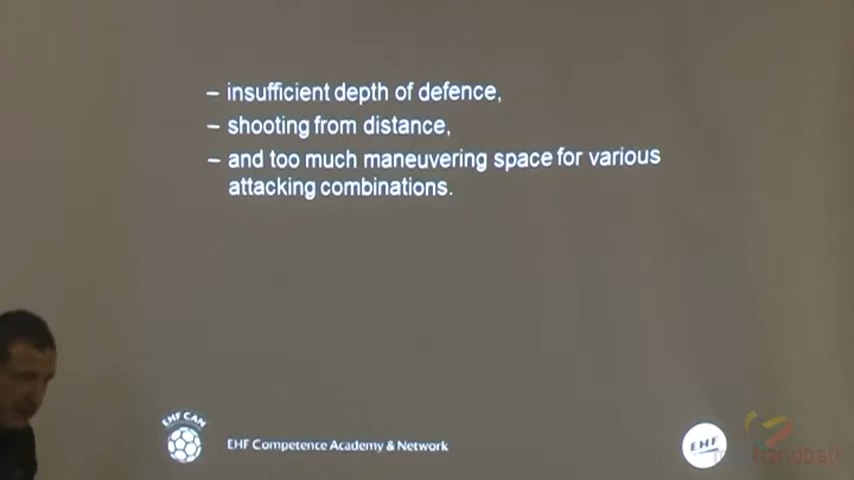 – insufficient depth of defence,
– shooting from distance,
– and too much maneuvering space for various
attacking combinations.
EHF CAN
EHF Competence Academy & Network
EHF
handball